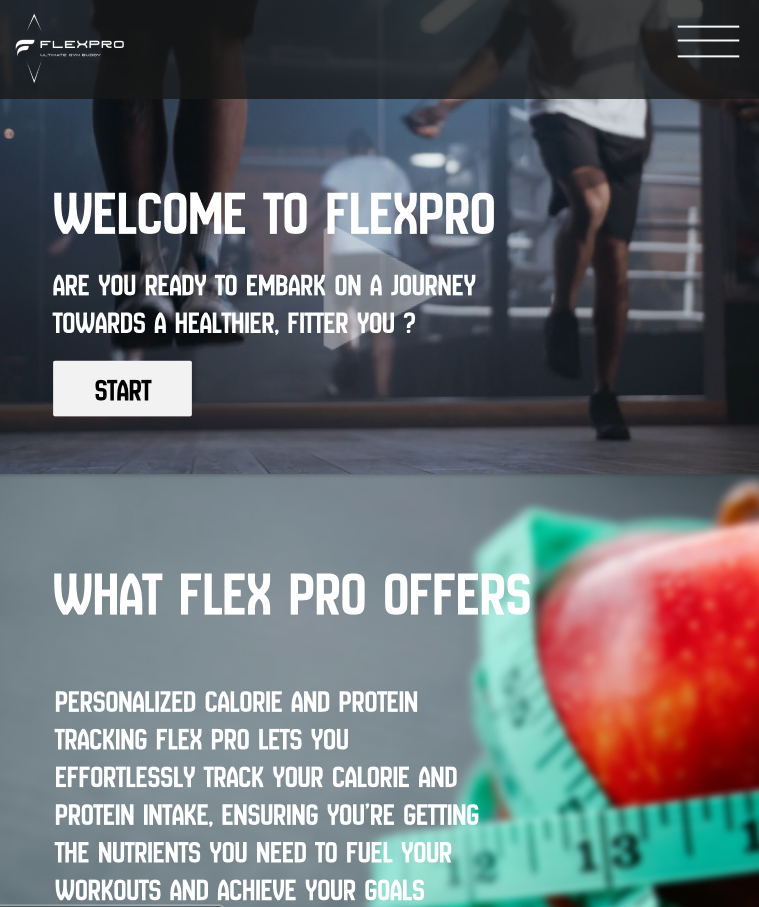 FLEXPRO
ULTIMATE GYM BUDDY
WELCOME TO FLEXPRO
ARE YOU READY TO EMBARK ON A JOURNEY
TOWARDS A HEALTHIER, FITTER YOU ?
START
WHAT FLEX PRO OFFERS
PERSONALIZED CALORIE AND PROTEIN
TRACKING FLEX PRO LETS YOU
EFFORTLESSLY TRACK YOUR CALORIE AND
PROTEIN INTAKE, ENSURING YOU'RE GETTING
THE NUTRIENTS YOU NEED TO FUEL YOUR
WORKOUTS AND ACHIEVE YOUR GOALS
12
13